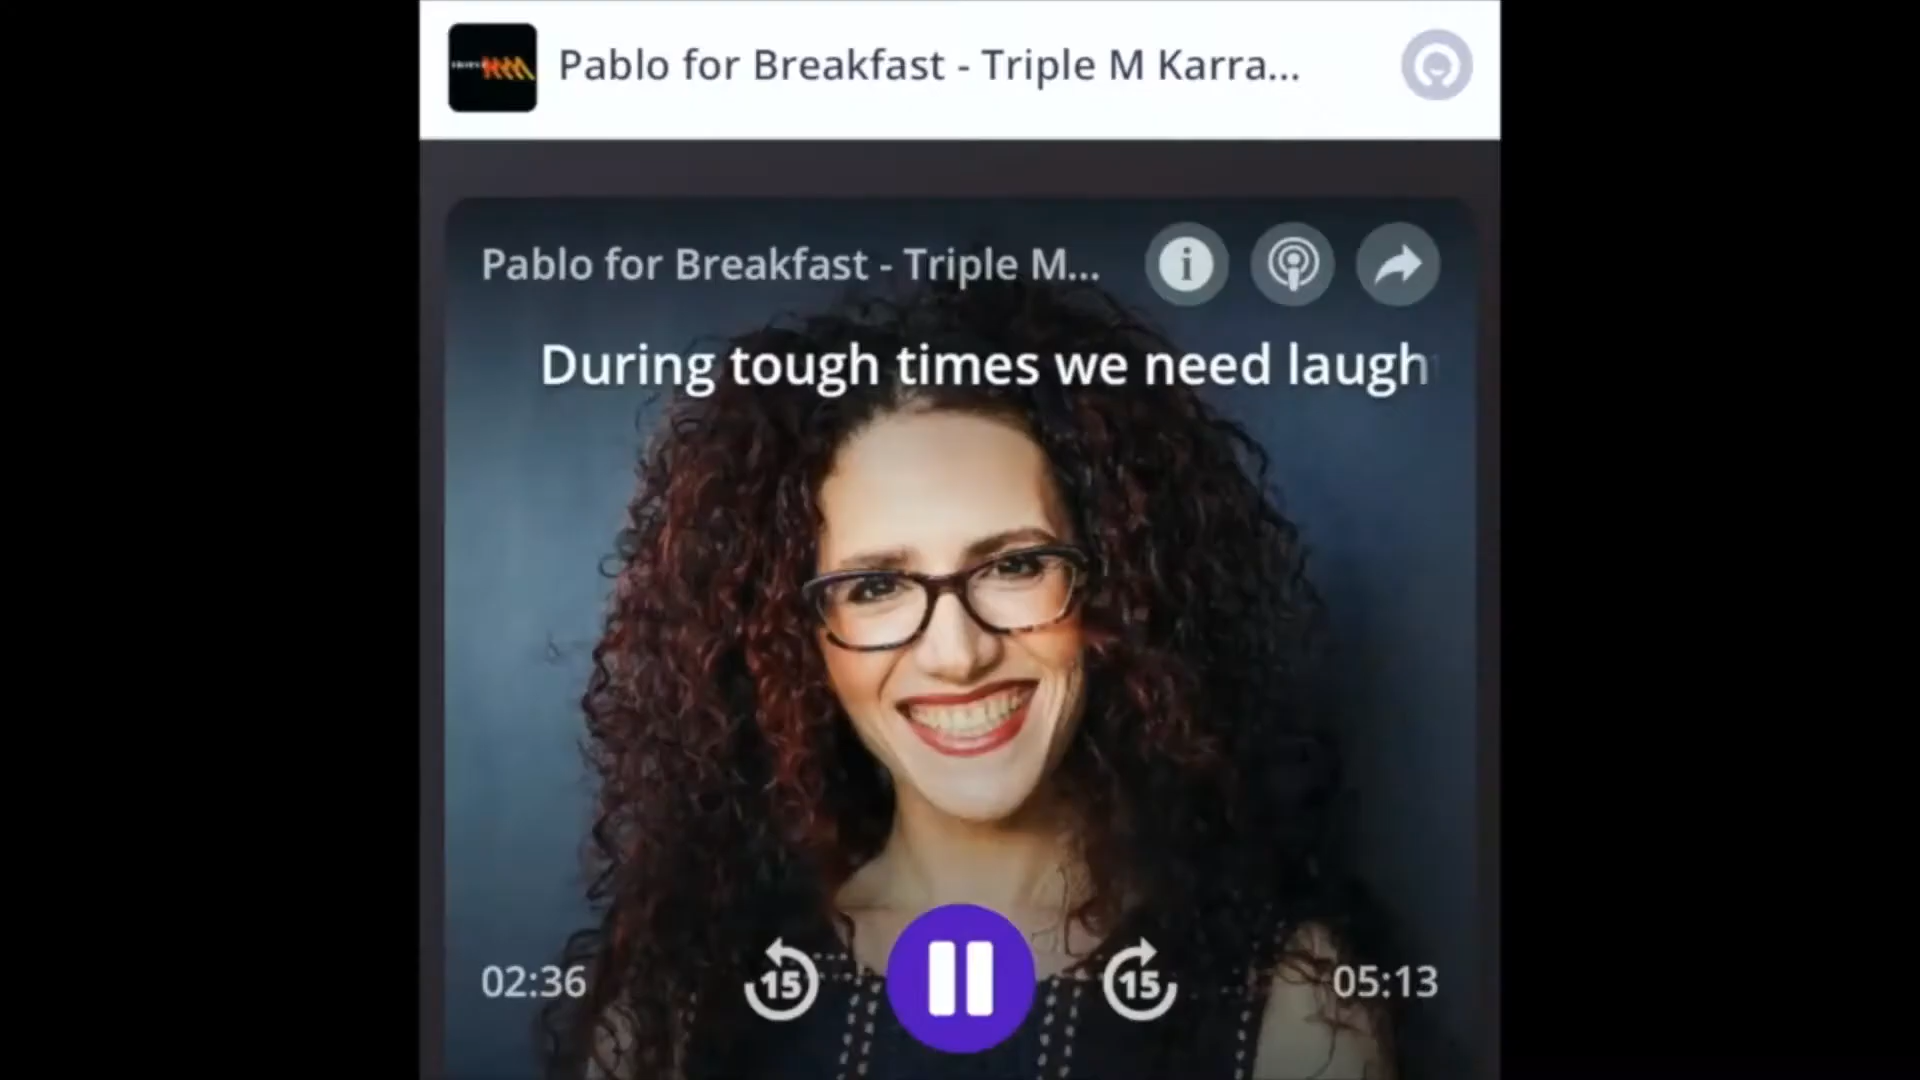 Pablo for Breakfast - Triple M Karra...
Pablo for Breakfast - Triple M...
During tough times we need laugh
02:36
15
15
05:13